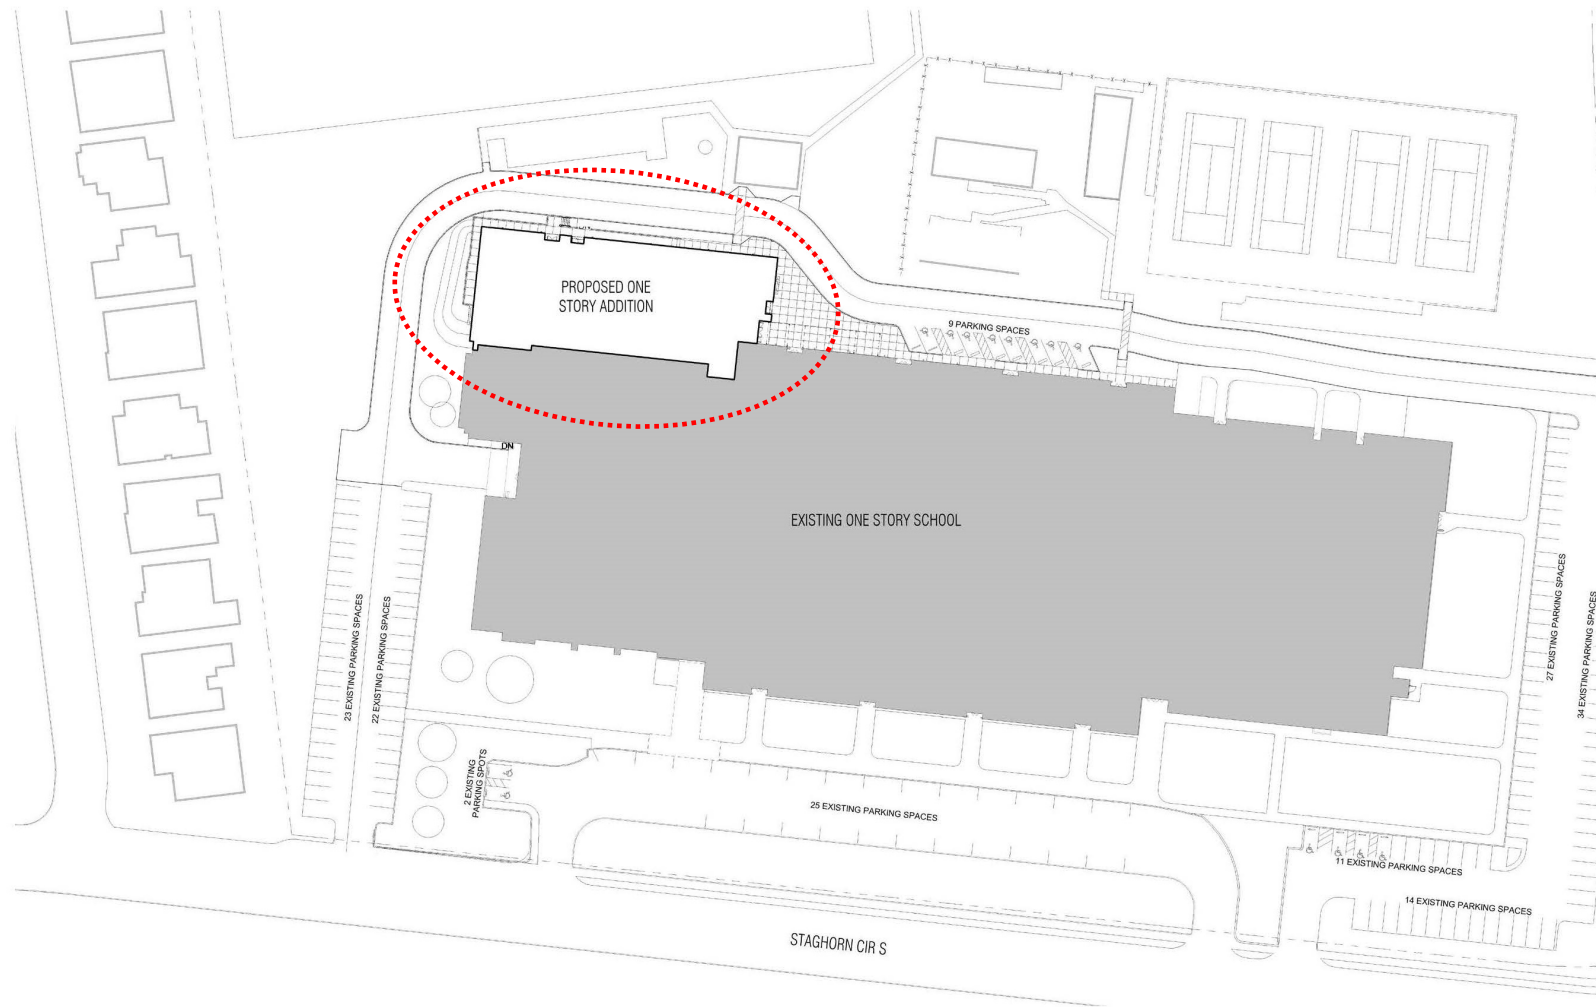 PROPOSED ONE
STORY ADDITION
9 PARKING SPACES
DN
EXISTING ONE STORY SCHOOL
23 EXISTING PARKING SPACES
22 EXISTING PARKING SPACES
27 EXISTING PARKING SPACES
34 EXISTING PARKING SPACES
2 EXISTING
PARKING SPOTS
25 EXISTING PARKING SPACES
11 EXISTING PARKING SPACES
14 EXISTING PARKING SPACES
STAGHORN CIR S